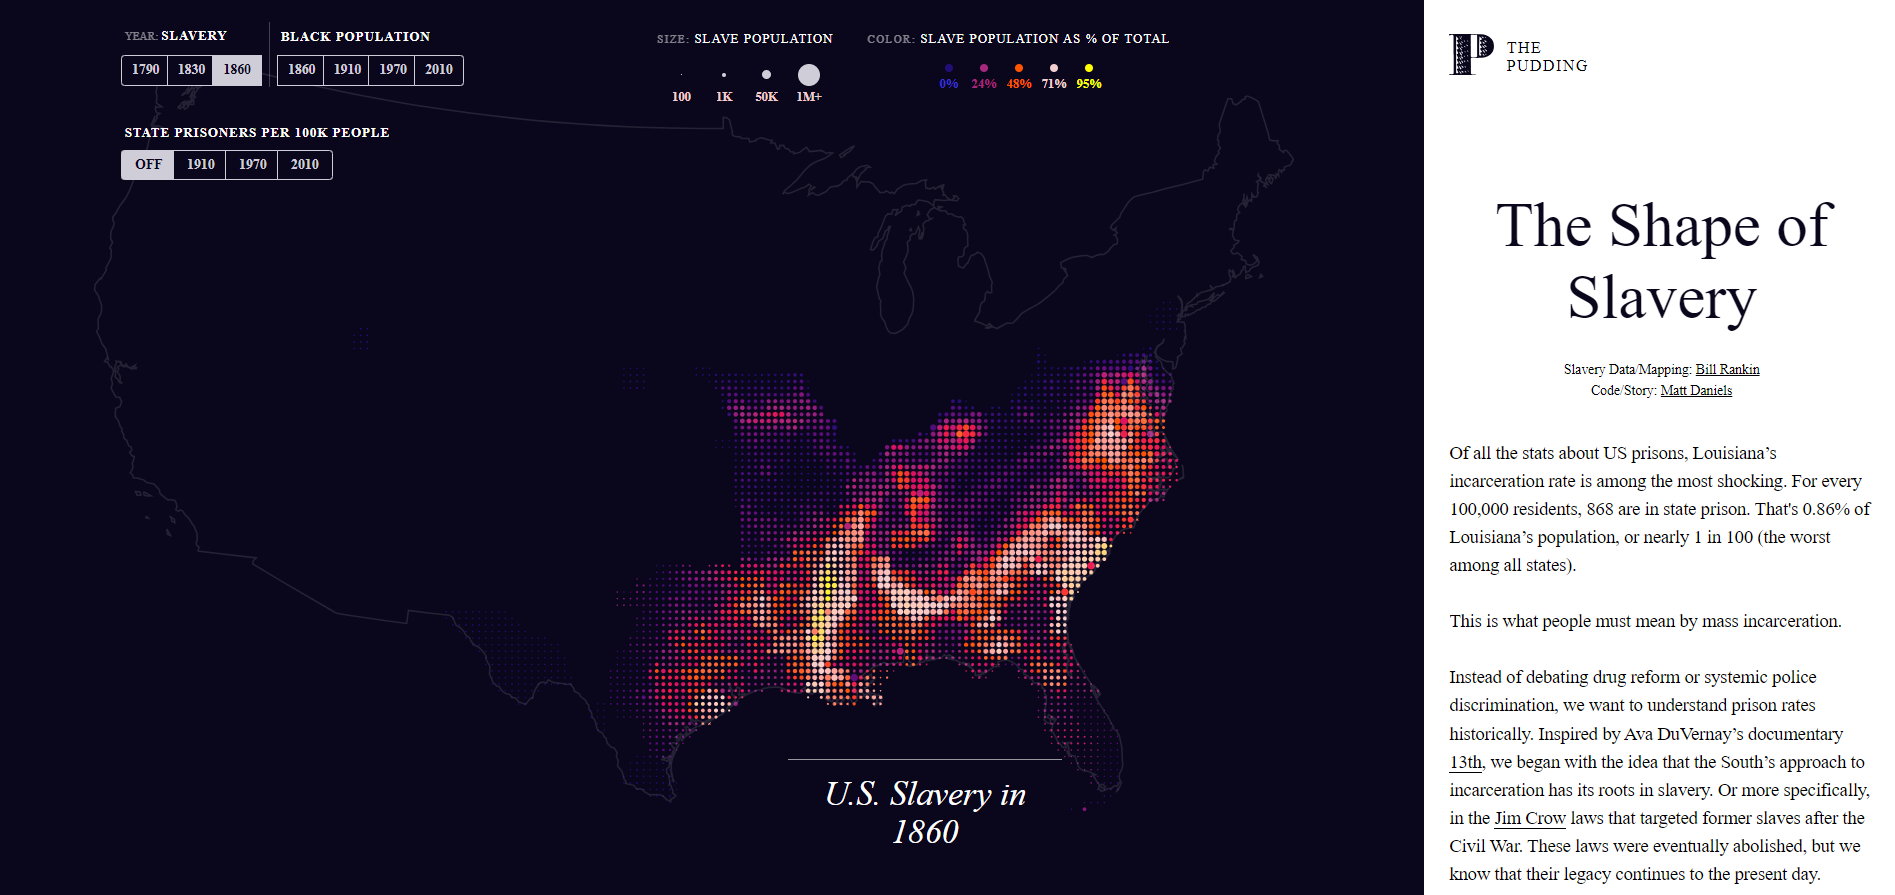 YEAR: SLAVERY
1790 1830 1860
BLACK POPULATION
1860 1910 1970 2010
STATE PRISONERS PER 100K PEOPLE
OFF 1910 1970 2010
SIZE: SLAVE POPULATION
100 1K 50K 1M+
COLOR: SLAVE POPULATION AS % OF TOTAL
0% 24% 48% 71% 95%
U.S. Slavery in
1860
P THE
PUDDING
The Shape of
Slavery
Slavery Data/Mapping: Bill Rankin
Code/Story: Matt Daniels
Of all the stats about US prisons, Louisiana’s
incarceration rate is among the most shocking. For every
100,000 residents, 868 are in state prison. That's 0.86% of
Louisiana’s population, or nearly 1 in 100 (the worst
among all states).
This is what people must mean by mass incarceration.
Instead of debating drug reform or systemic police
discrimination, we want to understand prison rates
historically. Inspired by Ava DuVernay’s documentary
13th, we began with the idea that the South’s approach to
incarceration has its roots in slavery. Or more specifically,
in the Jim Crow laws that targeted former slaves after the
Civil War. These laws were eventually abolished, but we
know that their legacy continues to the present day.